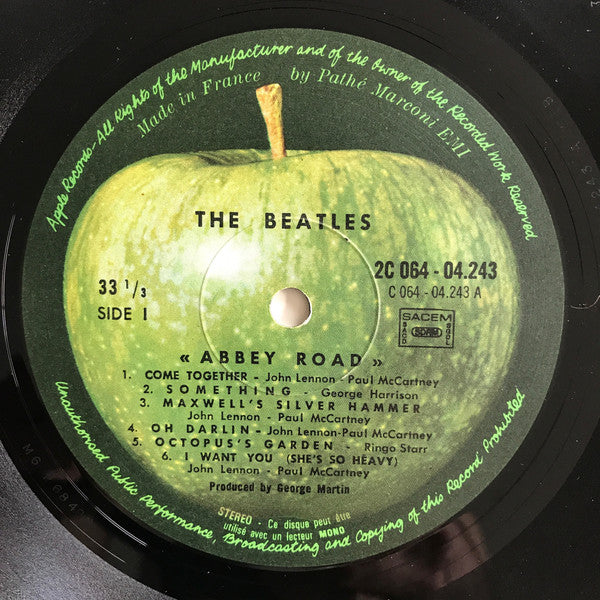 Apple Records - All Rights of the Manufacturer and of the Owner of the Recorded Work Reserved
Made in France by Pathé Marconi EMI
THE BEATLES
33 1/3
SIDE 1
2C 064 - 04.243
C 064 - 04.243 A
SACEM
SACD SDRM SGDL
« ABBEY ROAD »
1. COME TOGETHER - John Lennon - Paul McCartney
2. SOMETHING - George Harrison
3. MAXWELL'S SILVER HAMMER
John Lennon - Paul McCartney
4. OH DARLIN - John Lennon-Paul McCartney
5. OCTOPUS'S GARDEN - Ringo Starr
6. I WANT YOU (SHE'S SO HEAVY)
John Lennon - Paul McCartney
Produced by George Martin
STEREO - Ce disque peut être
utilisé avec un lecteur MONO
Unauthorised Public Performance, Broadcasting and Copying of this Record Prohibited